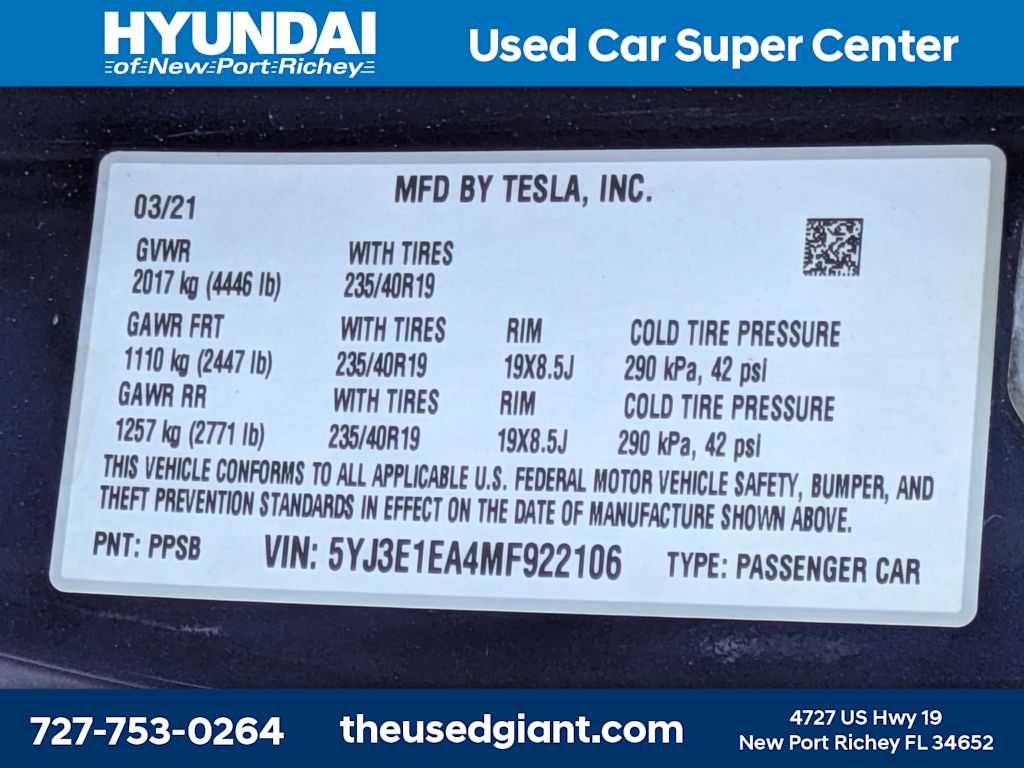 HYUNDAI
of New Port Richey
Used Car Super Center
MFD BY TESLA, INC.
03/21
GVWR WITH TIRES
2017 kg (4446 lb) 235/40R19
GAWR FRT WITH TIRES RIM COLD TIRE PRESSURE
1110 kg (2447 lb) 235/40R19 19X8.5J 290 kPa, 42 psi
GAWR RR WITH TIRES RIM COLD TIRE PRESSURE
1257 kg (2771 lb) 235/40R19 19X8.5J 290 kPa, 42 psi
THIS VEHICLE CONFORMS TO ALL APPLICABLE U.S. FEDERAL MOTOR VEHICLE SAFETY, BUMPER, AND
THEFT PREVENTION STANDARDS IN EFFECT ON THE DATE OF MANUFACTURE SHOWN ABOVE.
PNT: PPSB VIN: 5YJ3E1EA4MF922106 TYPE: PASSENGER CAR
727-753-0264
theusedgiant.com
4727 US Hwy 19
New Port Richey FL 34652